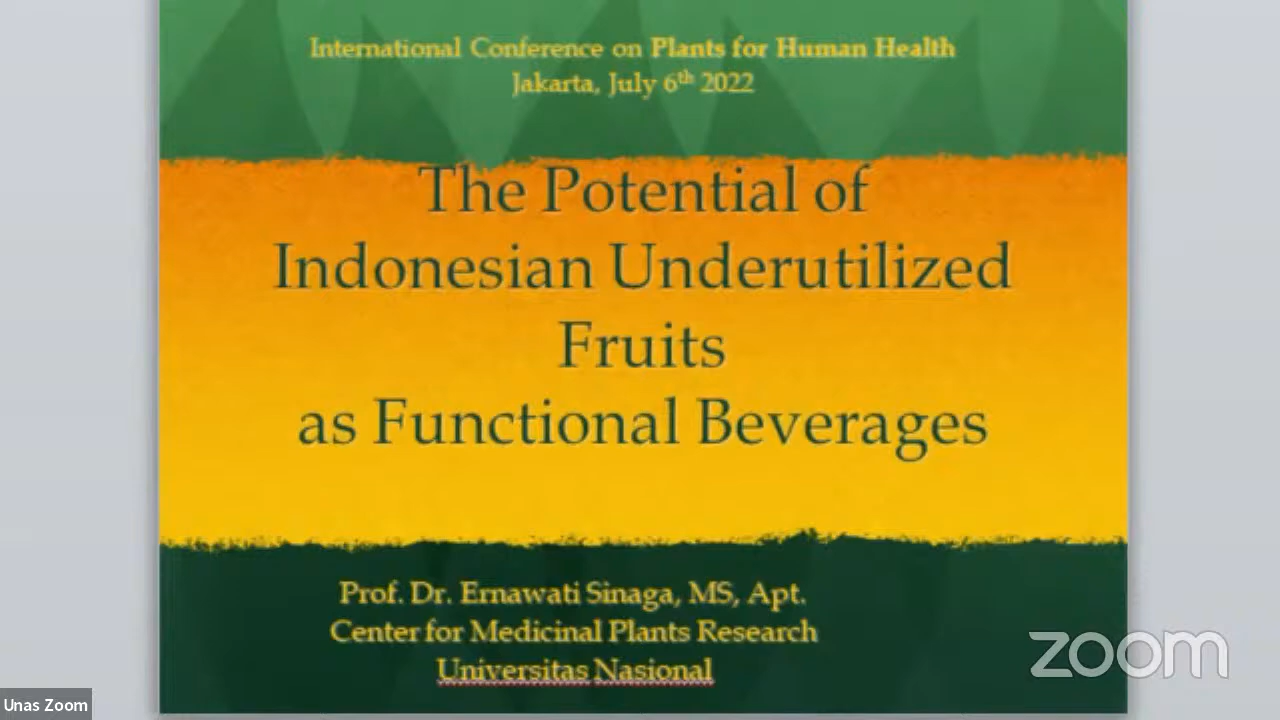 International Conference on Plants for Human Health
Jakarta, July 6th 2022
The Potential of
Indonesian Underutilized
Fruits
as Functional Beverages
Prof. Dr. Ernawati Sinaga, MS, Apt.
Center for Medicinal Plants Research
Universitas Nasional
zoom
Unas Zoom